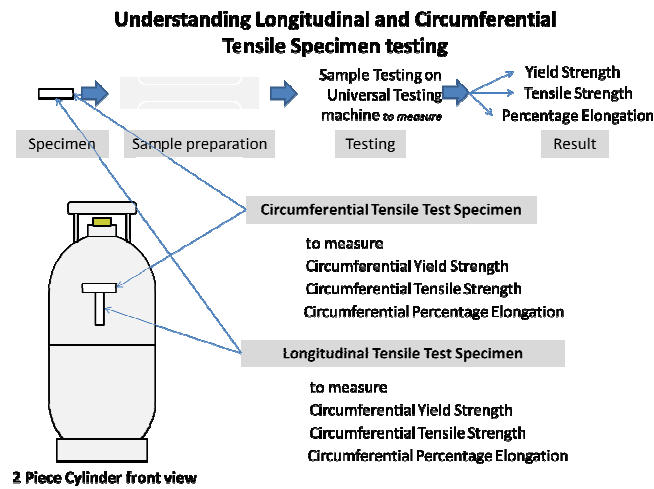 Understanding Longitudinal and Circumferential
Tensile Specimen testing
Sample Testing on
Universal Testing
machine to measure
Yield Strength
Tensile Strength
Percentage Elongation
Specimen
Sample preparation
Testing
Result
Circumferential Tensile Test Specimen
to measure
Circumferential Yield Strength
Circumferential Tensile Strength
Circumferential Percentage Elongation
Longitudinal Tensile Test Specimen
to measure
Circumferential Yield Strength
Circumferential Tensile Strength
Circumferential Percentage Elongation
2 Piece Cylinder front view